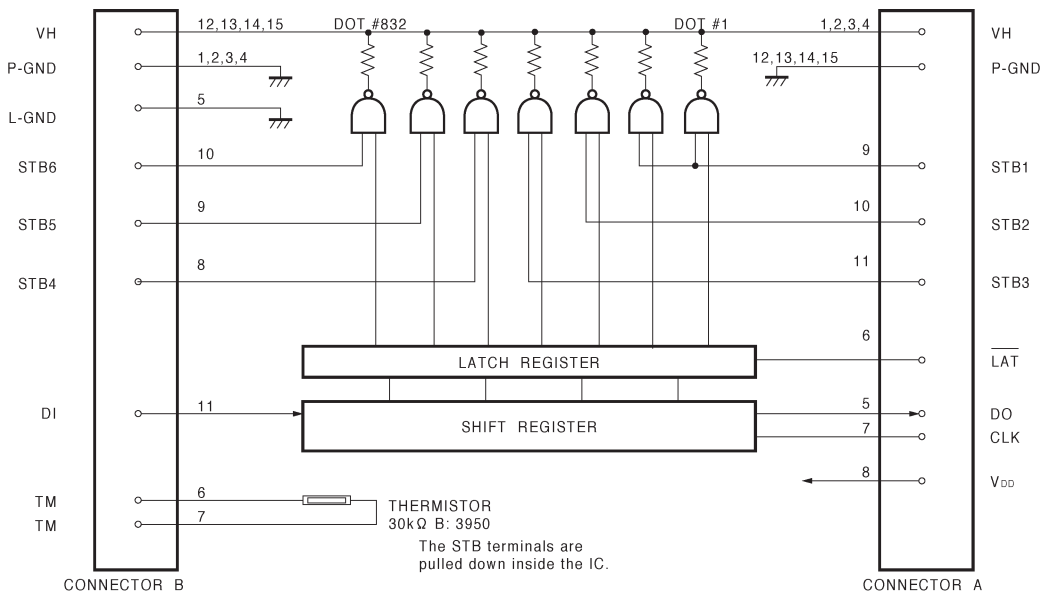 12,13,14,15 DOT #832 DOT #1 1,2,3,4
VH VH
P-GND 1,2,3,4 12,13,14,15 P-GND
L-GND 5
STB6 10 9 STB1
STB5 9 10 STB2
STB4 8 11 STB3
LATCH REGISTER 6 LAT
DI 11 SHIFT REGISTER 5 DO
7 CLK
8 VDD
TM 6
TM 7
THERMISTOR
30kΩ B: 3950
The STB terminals are
pulled down inside the IC.
CONNECTOR B CONNECTOR A